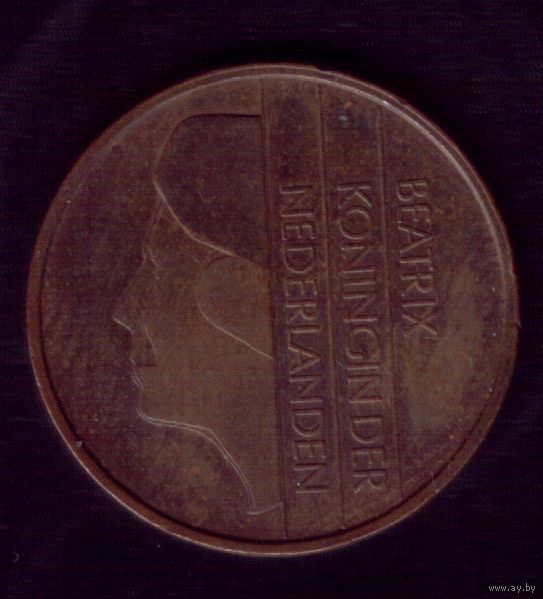 BEATRIX
KONINGIN DER
NEDERLANDEN
www.ay.by